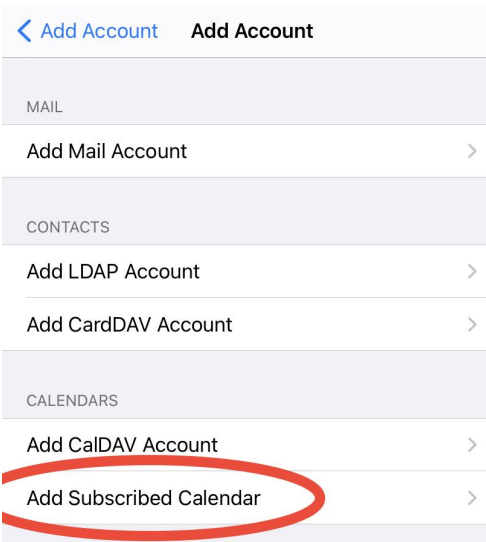 Add Account Add Account
MAIL
Add Mail Account
CONTACTS
Add LDAP Account
Add CardDAV Account
CALENDARS
Add CalDAV Account
Add Subscribed Calendar